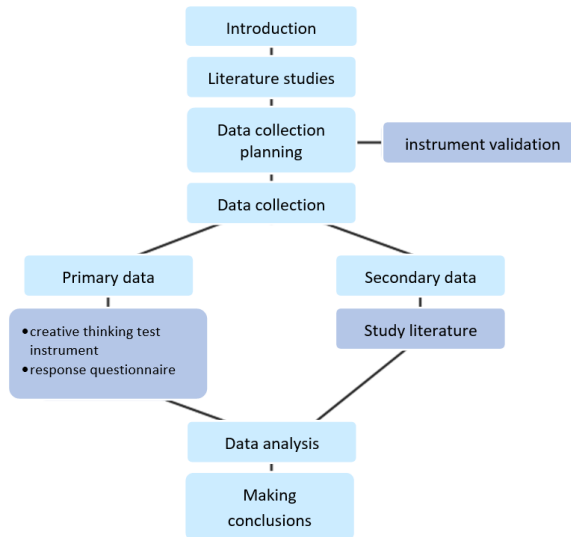 Introduction
Literature studies
Data collection
planning
instrument validation
Data collection
Primary data
Secondary data
•creative thinking test
instrument
•response questionnaire
Study literature
Data analysis
Making
conclusions